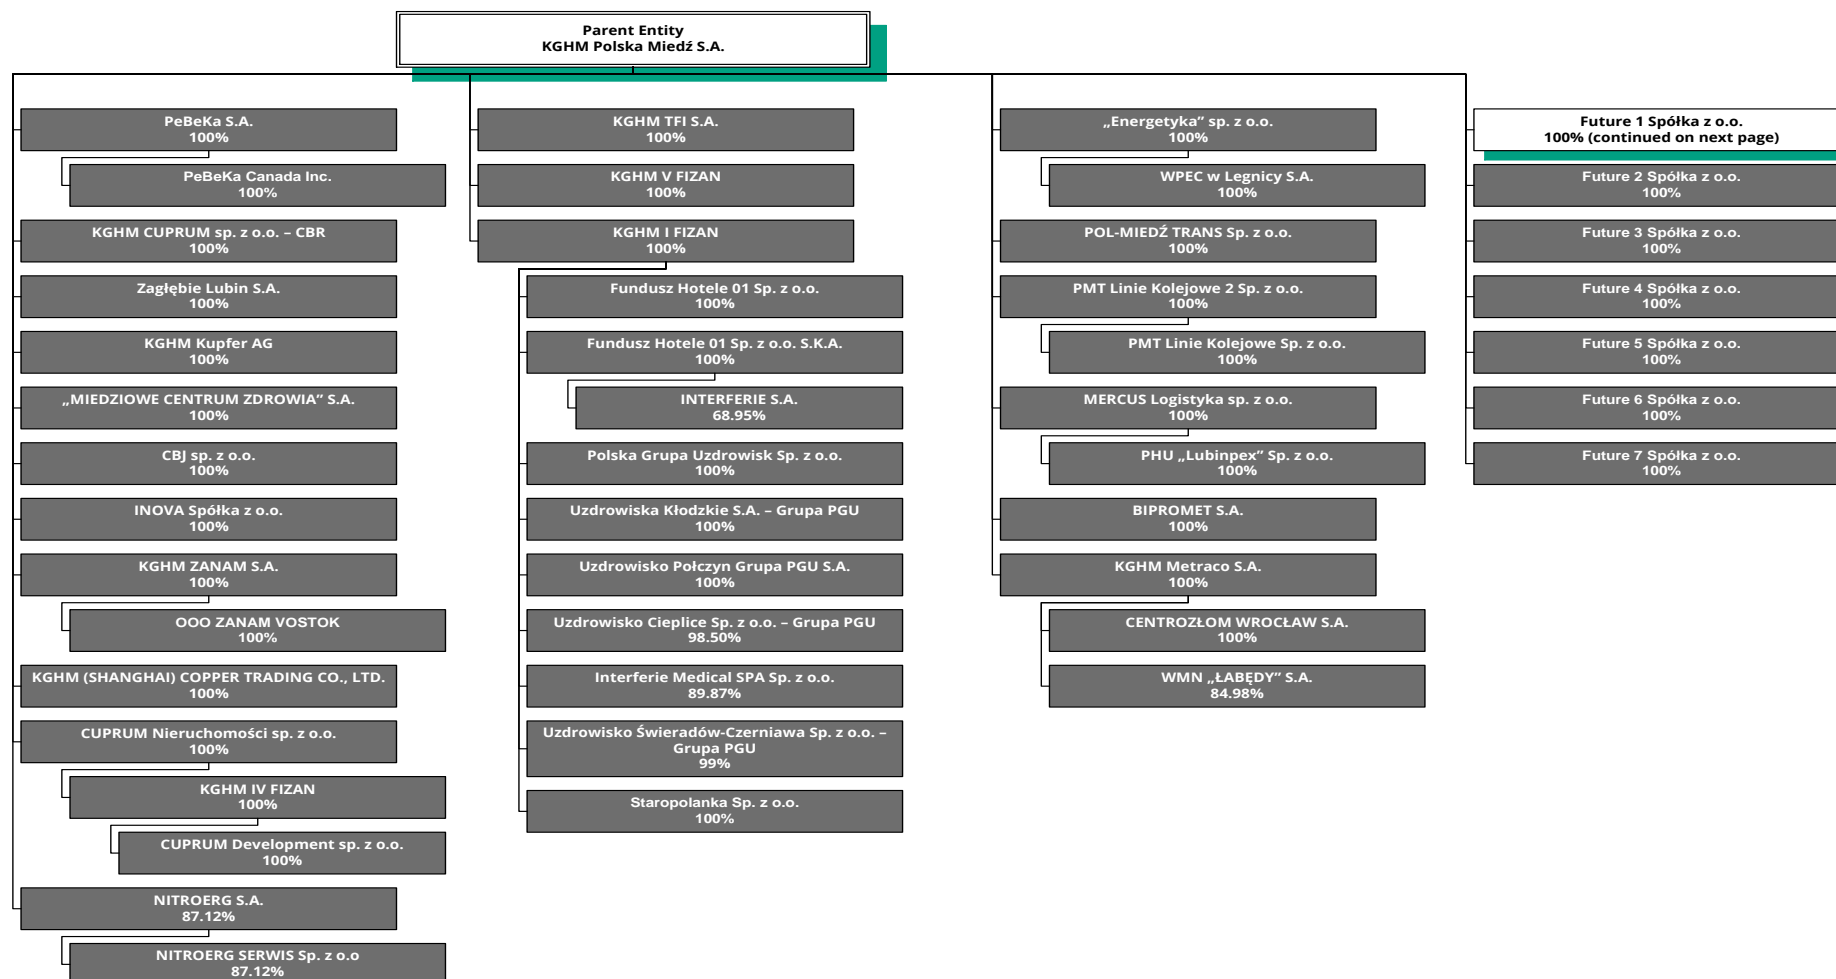 Parent Entity
KGHM Polska Miedź S.A.
PeBeKa S.A.
100%
PeBeKa Canada Inc.
100%
KGHM CUPRUM sp. z o.o. – CBR
100%
Zagłębie Lubin S.A.
100%
KGHM Kupfer AG
100%
„MIEDZIOWE CENTRUM ZDROWIA” S.A.
100%
CBJ sp. z o.o.
100%
INOVA Spółka z o.o.
100%
KGHM ZANAM S.A.
100%
OOO ZANAM VOSTOK
100%
KGHM (SHANGHAI) COPPER TRADING CO., LTD.
100%
CUPRUM Nieruchomości sp. z o.o.
100%
KGHM IV FIZAN
100%
CUPRUM Development sp. z o.o.
100%
NITROERG S.A.
87.12%
NITROERG SERWIS Sp. z o.o
87.12%
KGHM TFI S.A.
100%
KGHM V FIZAN
100%
KGHM I FIZAN
100%
Fundusz Hotele 01 Sp. z o.o.
100%
Fundusz Hotele 01 Sp. z o.o. S.K.A.
100%
INTERFERIE S.A.
68.95%
Polska Grupa Uzdrowisk Sp. z o.o.
100%
Uzdrowiska Kłodzkie S.A. – Grupa PGU
100%
Uzdrowisko Połczyn Grupa PGU S.A.
100%
Uzdrowisko Cieplice Sp. z o.o. – Grupa PGU
98.50%
Interferie Medical SPA Sp. z o.o.
89.87%
Uzdrowisko Świeradów-Czerniawa Sp. z o.o. –
Grupa PGU
99%
Staropolanka Sp. z o.o.
100%
„Energetyka” sp. z o.o.
100%
WPEC w Legnicy S.A.
100%
POL-MIEDŹ TRANS Sp. z o.o.
100%
PMT Linie Kolejowe 2 Sp. z o.o.
100%
PMT Linie Kolejowe Sp. z o.o.
100%
MERCUS Logistyka sp. z o.o.
100%
PHU „Lubinpex” Sp. z o.o.
100%
BIPROMET S.A.
100%
KGHM Metraco S.A.
100%
CENTROZŁOM WROCŁAW S.A.
100%
WMN „ŁABĘDY” S.A.
84.98%
Future 1 Spółka z o.o.
100% (continued on next page)
Future 2 Spółka z o.o.
100%
Future 3 Spółka z o.o.
100%
Future 4 Spółka z o.o.
100%
Future 5 Spółka z o.o.
100%
Future 6 Spółka z o.o.
100%
Future 7 Spółka z o.o.
100%